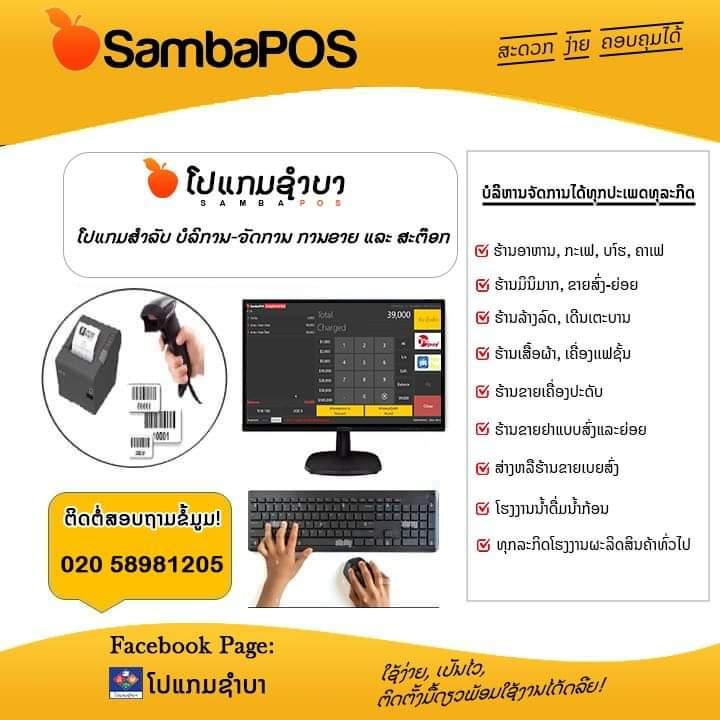 SambaPOS
ສະດວກ ງ່າຍ ຄອບຄຸມໄດ້
ໂປແກມຊຳບາ
SAMBA POS
ໂປແກມສຳລັບ ບໍລິການ-ຈັດການ ການຂາຍ ແລະ ສະຕ໊ອກ
Total 39,000
Charged
Balance
Close
ຕິດຕໍ່ສອບຖາມຂໍ້ມູນ!
020 58981205
ບໍລິຫານຈັດການໄດ້ທຸກປະເພດທຸລະກິດ
ຮ້ານອາຫານ, ກະເຟ, ບາ້ຮ, ຄາເຟ
ຮ້ານມິນິມາກ, ຂາຍສົ່ງ-ຍ່ອຍ
ຮ້ານລ້າງລົດ, ເດີ່ນເຕະບານ
ຮ້ານເສື້ອຜ້າ, ເຄື່ອງແຟຊັ້ນ
ຮ້ານຂາຍເຄື່ອງປະດັບ
ຮ້ານຂາຍຢາແບບສົ່ງແລະຍ່ອຍ
ສ່າງຫລືຮ້ານຂາຍເບຍສົ່ງ
ໂຮງງານນ້ຳດື່ມນ້ຳກ້ອນ
ທຸກລະກິດໂຮງງານຜະລິດສິນຄ້າທົ່ວໄປ
Facebook Page:
ໂປແກມຊຳບາ
ໃຊ້ງ່າຍ, ເປັນໄວ,
ຕິດຕັ້ງມື້ດຽວພ້ອມໃຊ້ງານໄດ້ດລີຍ!